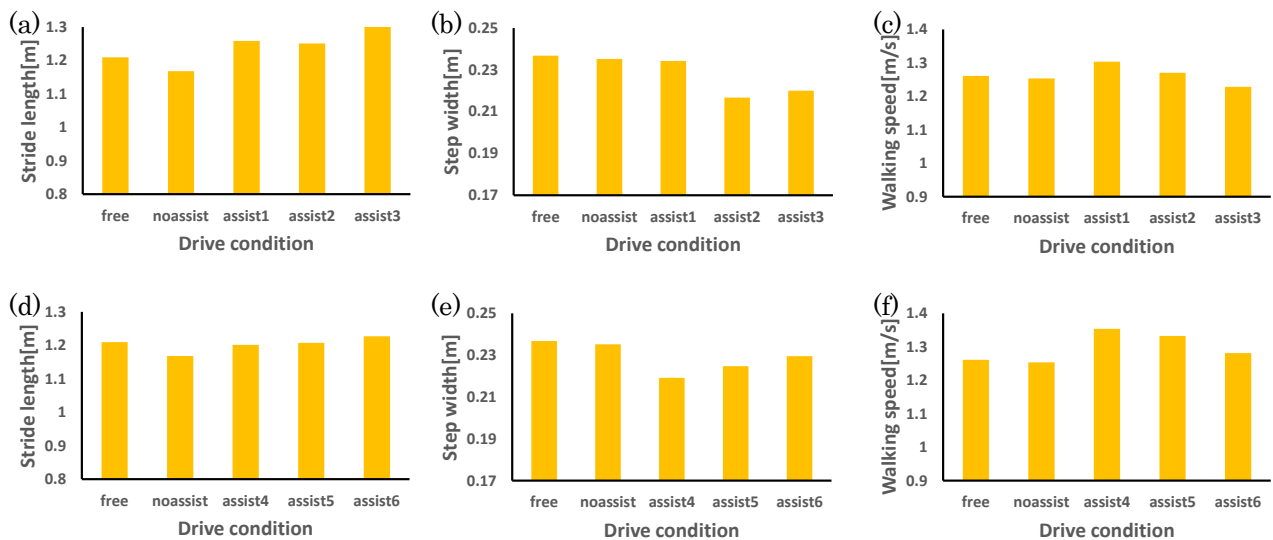 (a)
Stride length[m]
1.3
1.2
1.1
1
0.9
0.8
free noassist assist1 assist2 assist3
Drive condition
(b)
Step width[m]
0.25
0.23
0.21
0.19
0.17
free noassist assist1 assist2 assist3
Drive condition
(c)
Walking speed[m/s]
1.4
1.3
1.2
1.1
1
0.9
free noassist assist1 assist2 assist3
Drive condition
(d)
Stride length[m]
1.3
1.2
1.1
1
0.9
0.8
free noassist assist4 assist5 assist6
Drive condition
(e)
Step width[m]
0.25
0.23
0.21
0.19
0.17
free noassist assist4 assist5 assist6
Drive condition
(f)
Walking speed[m/s]
1.4
1.3
1.2
1.1
1
0.9
free noassist assist4 assist5 assist6
Drive condition